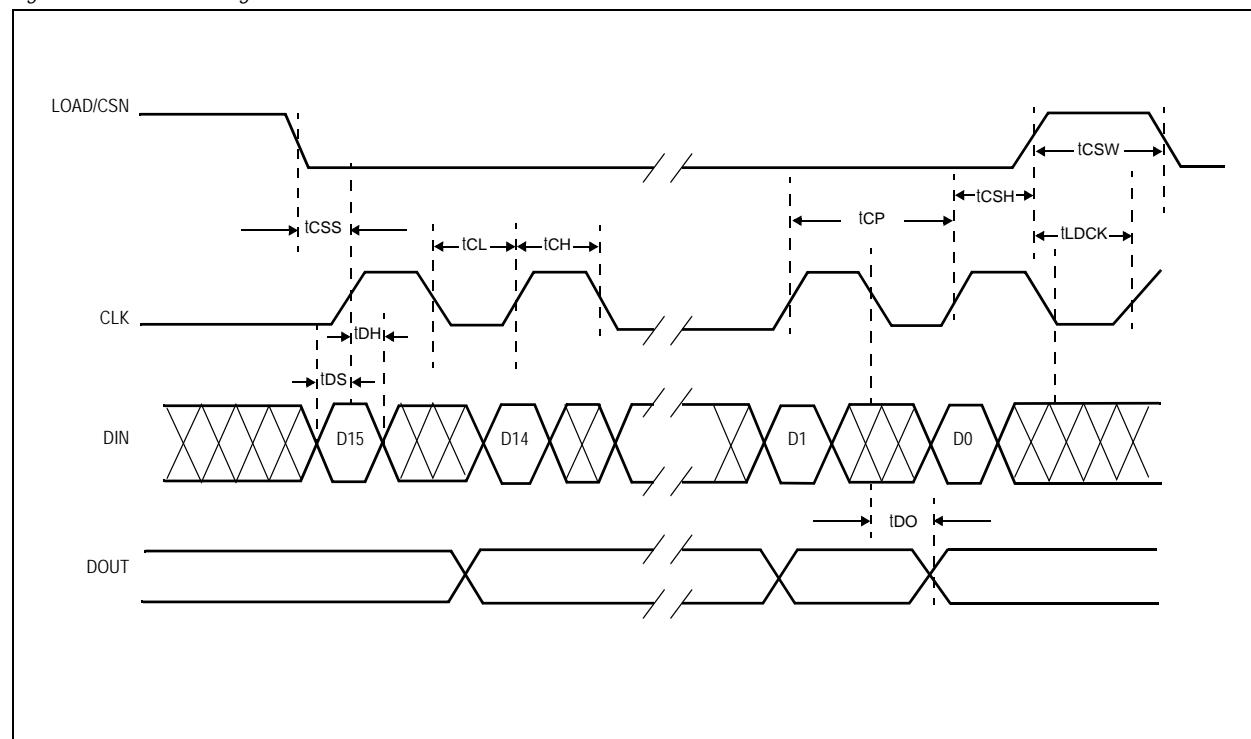 LOAD/CSN
tCSW
tCSH
tCP
tCSS
tCL
tCH
tLDCK
CLK
tDH
tDS
DIN
D15
D14
D1
D0
tDO
DOUT